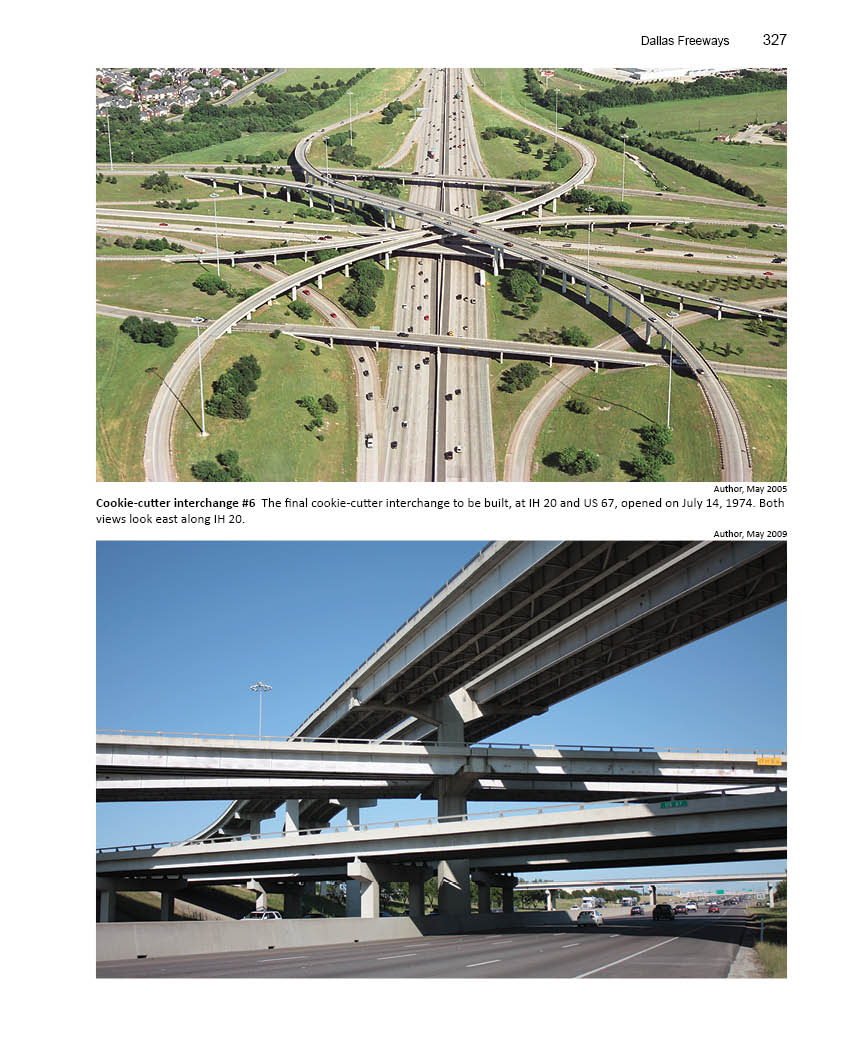 Dallas Freeways 327
Author, May 2005
Cookie-cutter interchange #6 The final cookie-cutter interchange to be built, at IH 20 and US 67, opened on July 14, 1974. Both
views look east along IH 20.
Author, May 2009